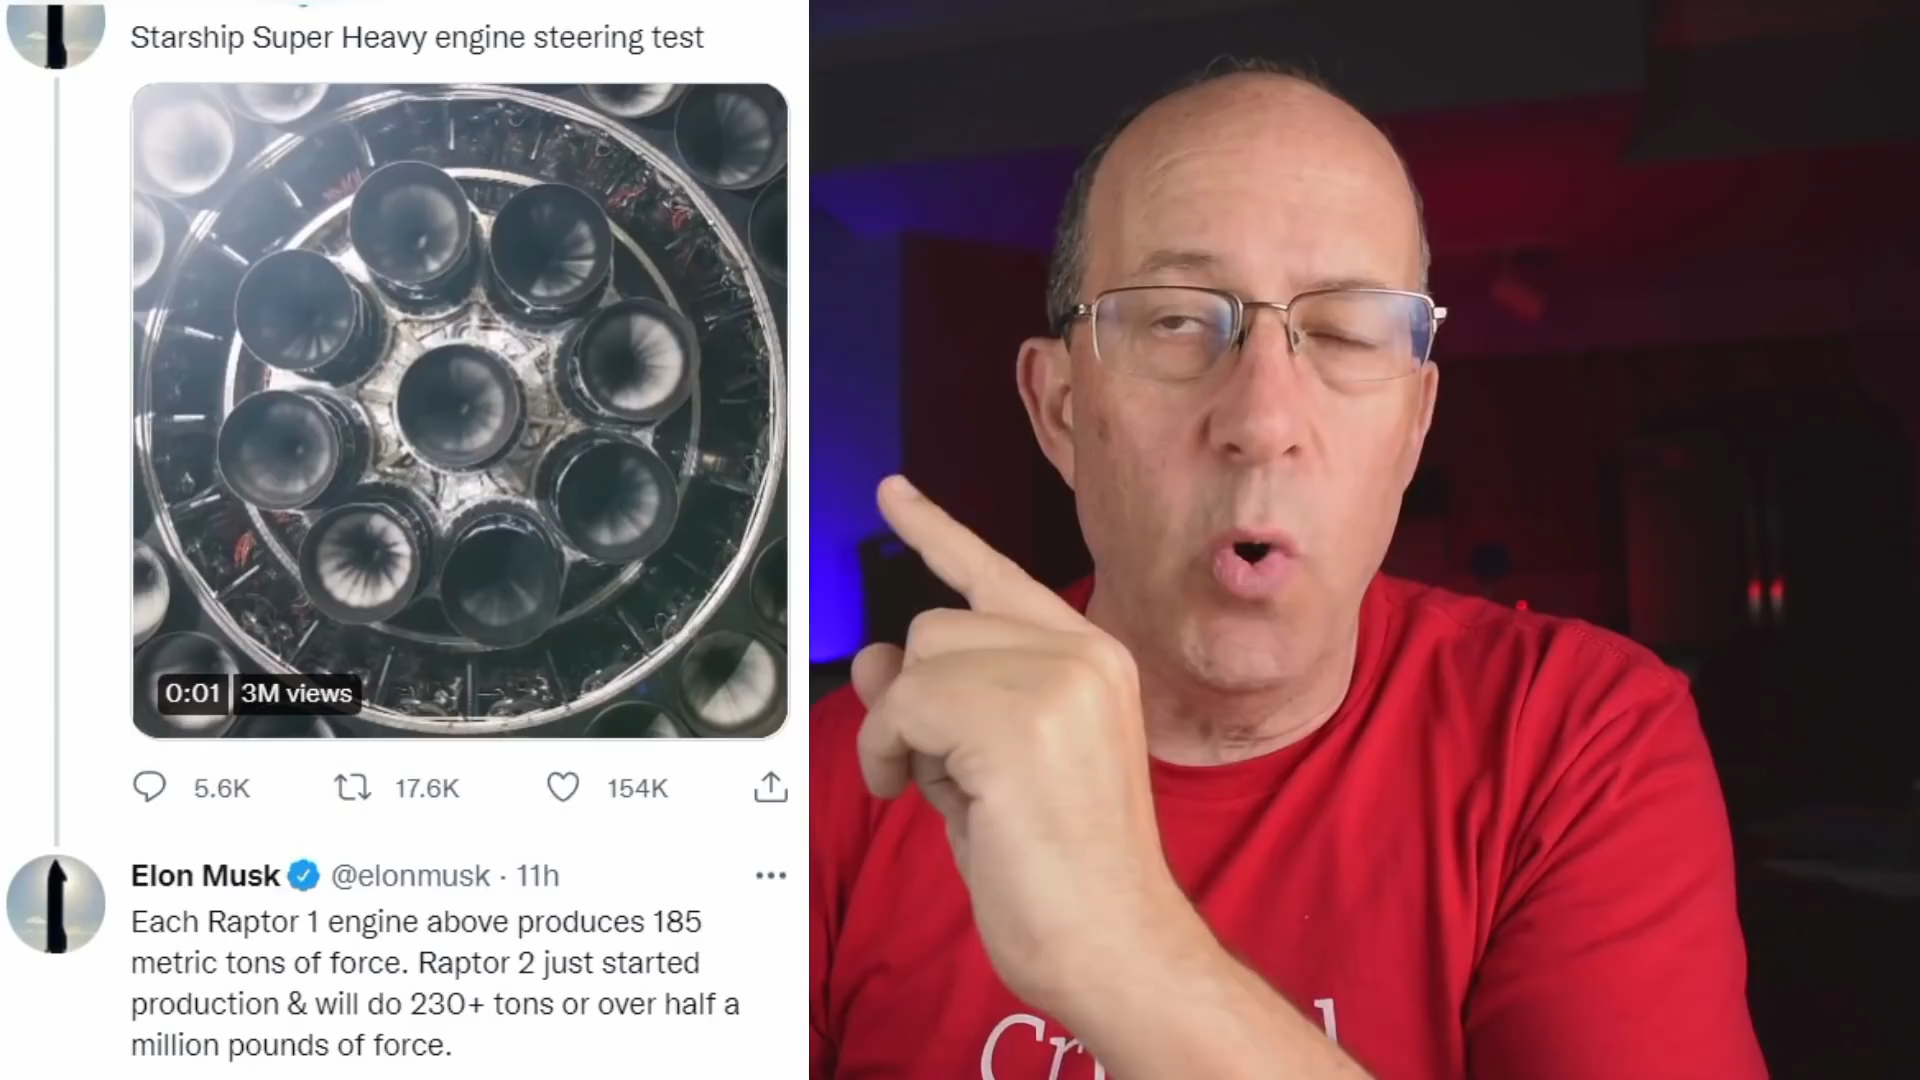 Starship Super Heavy engine steering test
0:01 3M views
5.6K 17.6K 154K
Elon Musk @elonmusk · 11h
Each Raptor 1 engine above produces 185
metric tons of force. Raptor 2 just started
production & will do 230+ tons or over half a
million pounds of force.